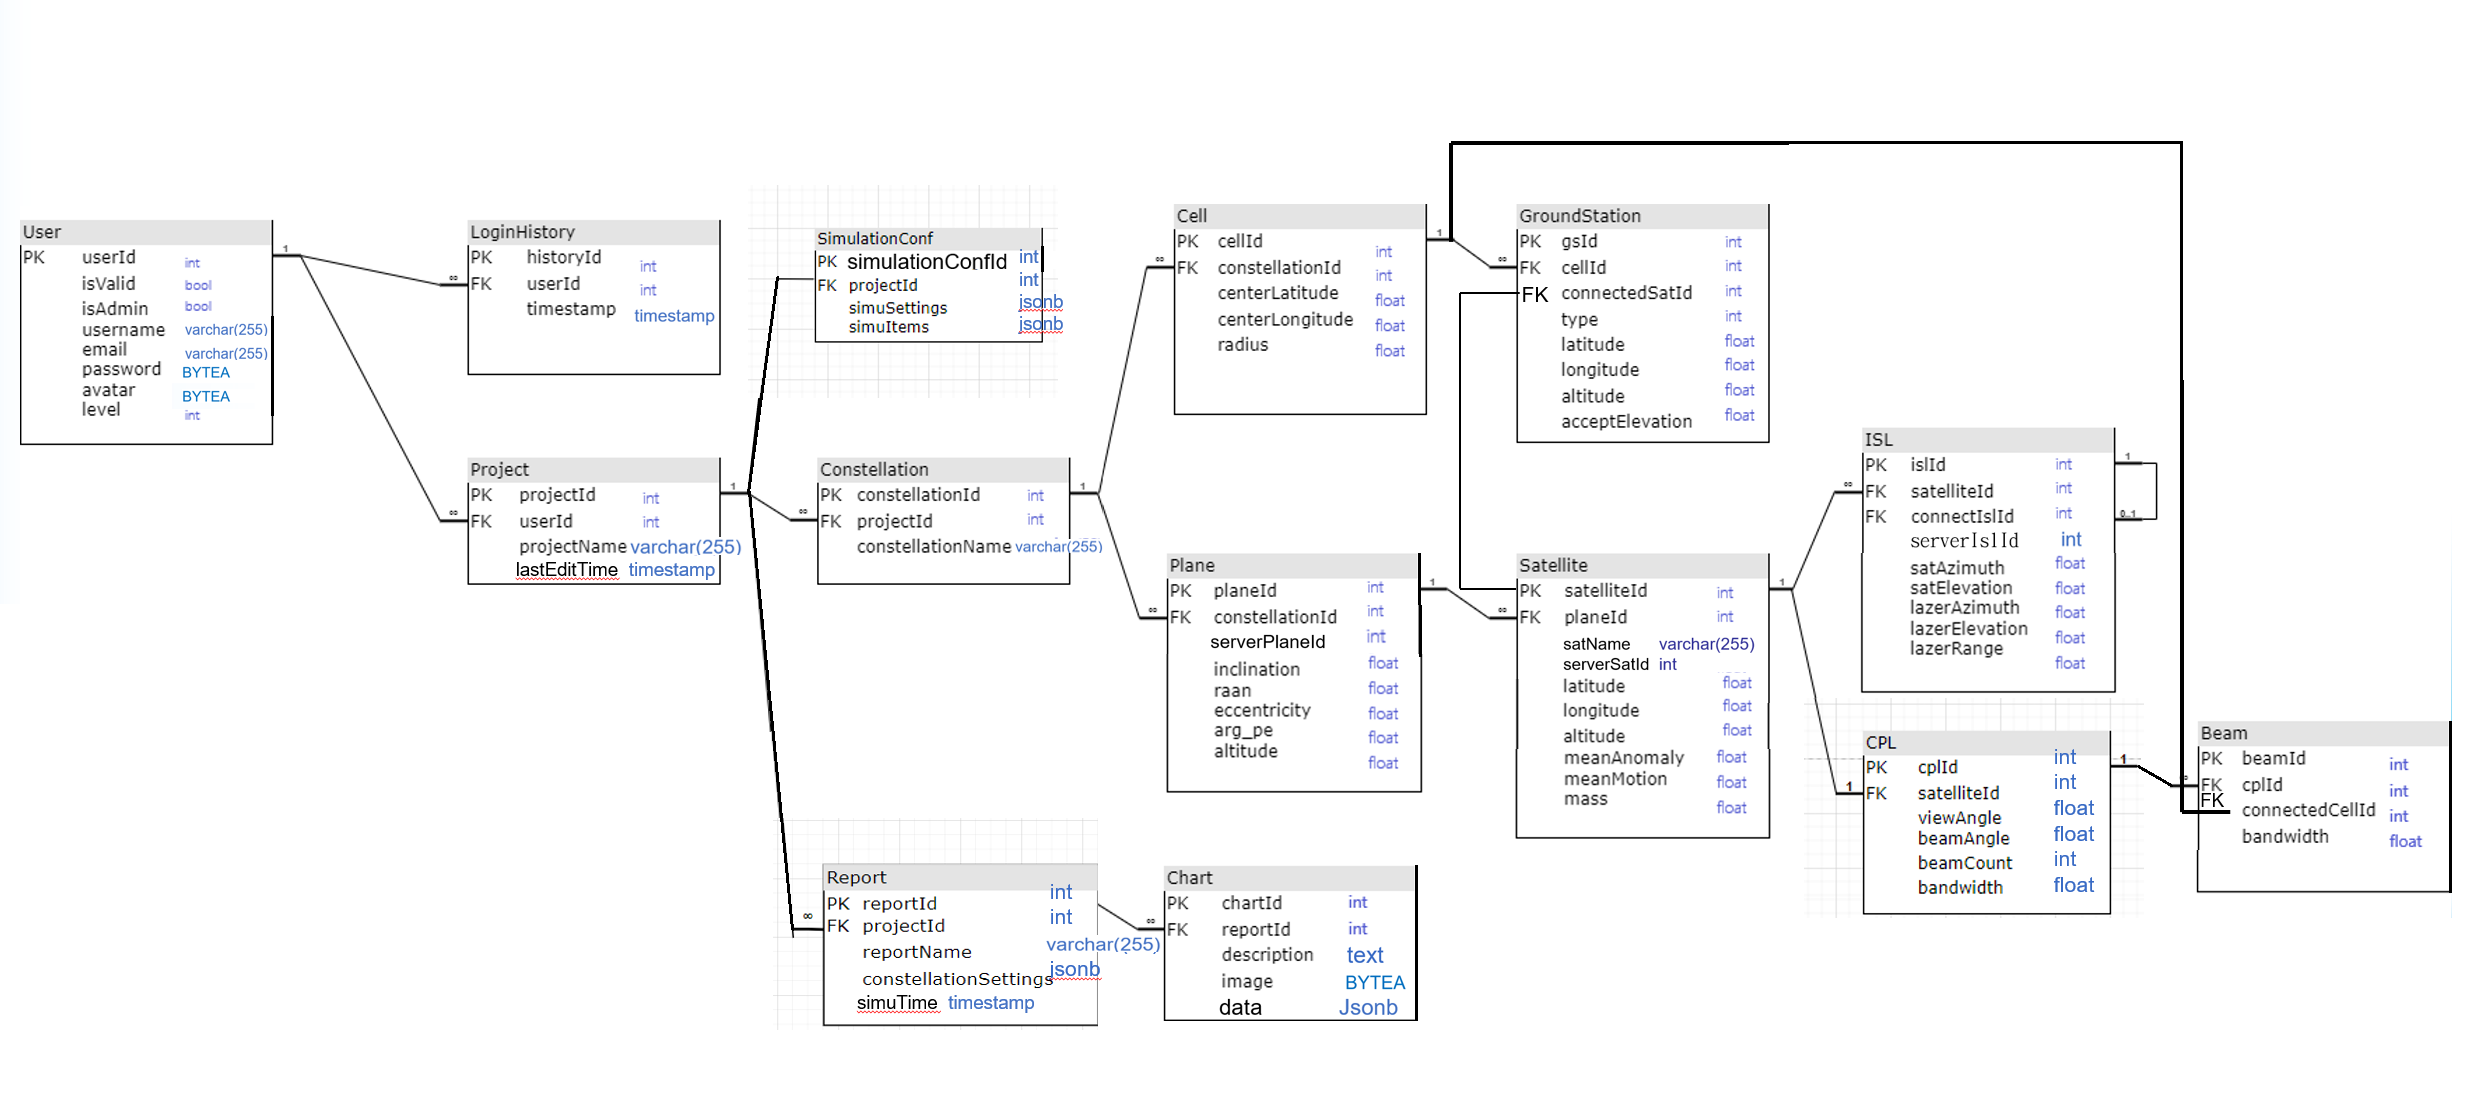 User
PK userId int
isValid bool
isAdmin bool
username varchar(255)
email varchar(255)
password BYTEA
avatar BYTEA
level int
1
LoginHistory
PK historyId int
∞ FK userId int
timestamp timestamp
Project
PK projectId int
∞ FK userId int
projectName varchar(255)
lastEditTime timestamp
1
SimulationConf
PK simulationConfId int
FK projectId int
simuSettings jsonb
simuItems jsonb
Constellation
PK constellationId int
∞ FK projectId int
constellationName varchar(255)
1
Report
PK reportId int
∞ FK projectId int
reportName varchar(255)
constellationSettings jsonb
simuTime timestamp
Cell
PK cellId int
∞ FK constellationId int
centerLatitude float
centerLongitude float
radius float
1
Plane
PK planeId int
∞ FK constellationId int
serverPlaneId int
inclination float
raan float
eccentricity float
arg_pe float
altitude float
1
Chart
PK chartId int
∞ FK reportId int
description text
image BYTEA
data Jsonb
GroundStation
PK gsId int
∞ FK cellId int
FK connectedSatId int
type int
latitude float
longitude float
altitude float
acceptElevation float
Satellite
PK satelliteId int
∞ FK planeId int
satName varchar(255)
serverSatId int
latitude float
longitude float
altitude float
meanAnomaly float
meanMotion float
mass float
1
ISL
PK islId int
∞ FK satelliteId int
FK connectIslId int
serverIslId int
satAzimuth float
satElevation float
lazerAzimuth float
lazerElevation float
lazerRange float
1
0..1
CPL
PK cplId int
1 FK satelliteId int
viewAngle float
beamAngle float
beamCount int
bandwidth float
1
Beam
PK beamId int
∞ FK cplId int
FK connectedCellId int
bandwidth float